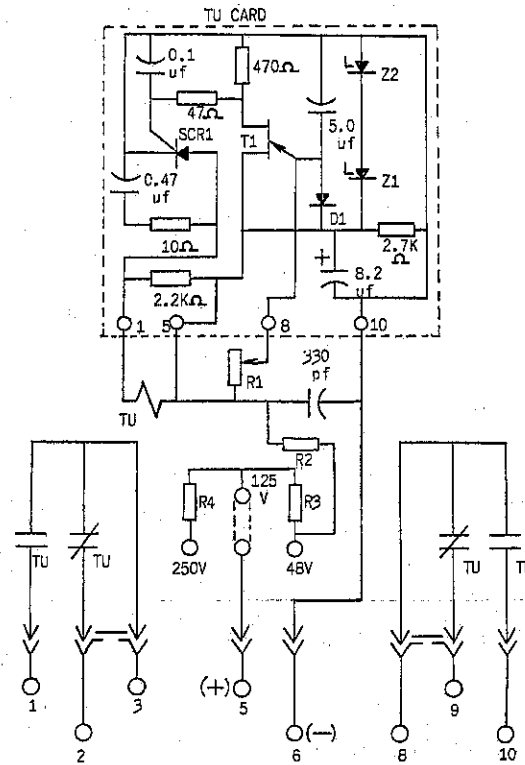 TU CARD
0.1
uf
470Ω
47Ω
Z2
SCR1
T1
5.0
uf
0.47
uf
Z1
D1
10Ω
+
2.7K
Ω
2.2KΩ
8.2
uf
1
5
8
10
R1
330
pf
TU
R2
125
V
R4
R3
250V
48V
TU
TU
TU
T
(+)
(—)
1
2
3
5
6
8
9
10